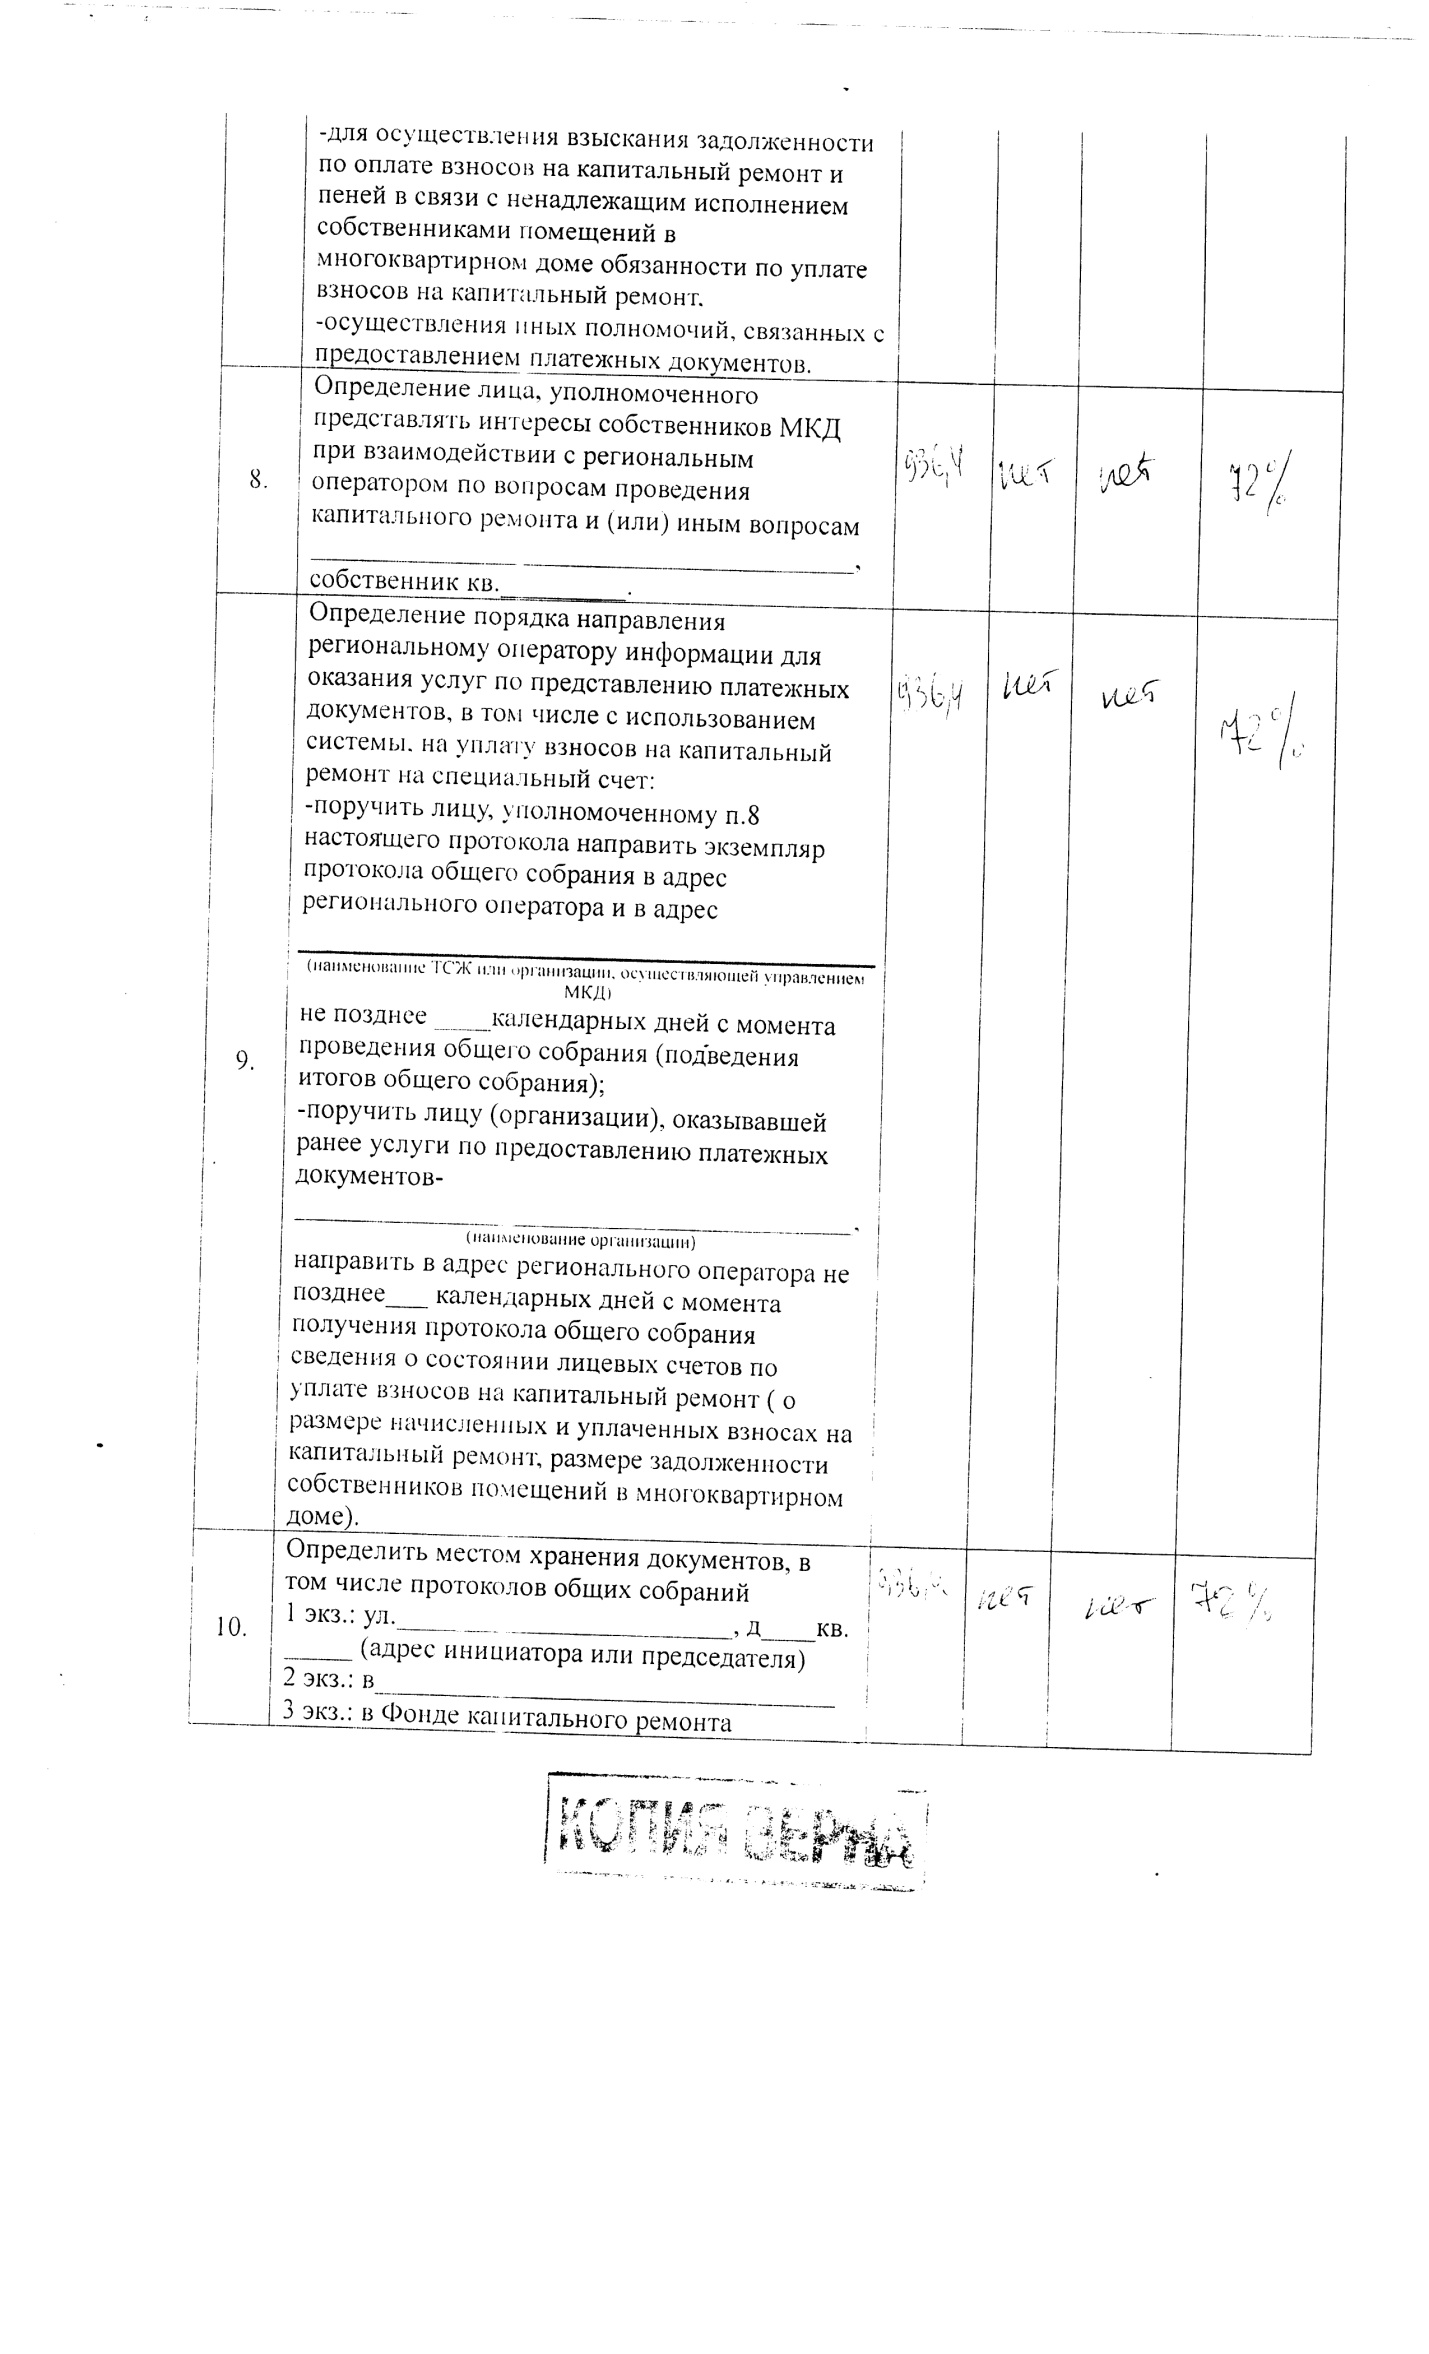 -для осуществления взыскания задолженности
по оплате взносов на капитальный ремонт и
пеней в связи с ненадлежащим исполнением
собственниками помещений в
многоквартирном доме обязанности по уплате
взносов на капитальный ремонт.
-осуществления иных полномочий, связанных с
предоставлением платежных документов.
8.
Определение лица, уполномоченного
представлять интересы собственников МКД
при взаимодействии с региональным
оператором по вопросам проведения
капитального ремонта и (или) иным вопросам
____________________,
собственник кв.__________.
936,4 нет нет 72%
9.
Определение порядка направления
региональному оператору информации для
оказания услуг по представлению платежных
документов, в том числе с использованием
системы, на уплату взносов на капитальный
ремонт на специальный счет:
-поручить лицу, уполномоченному п.8
настоящего протокола направить экземпляр
протокола общего собрания в адрес
регионального оператора и в адрес
(наименование ТСЖ или организации, осуществляющей управлением
МКД)
не позднее ____календарных дней с момента
проведения общего собрания (подведения
итогов общего собрания);
-поручить лицу (организации), оказывавшей
ранее услуги по предоставлению платежных
документов-
____________________,
(наименование организации)
направить в адрес регионального оператора не
позднее___ календарных дней с момента
получения протокола общего собрания
сведения о состоянии лицевых счетов по
уплате взносов на капитальный ремонт ( о
размере начисленных и уплаченных взносах на
капитальный ремонт, размере задолженности
собственников помещений в многоквартирном
доме).
936,4 нет нет 72%
10.
Определить местом хранения документов, в
том числе протоколов общих собраний
1 экз.: ул.____________________, д____кв.
_____ (адрес инициатора или председателя)
2 экз.: в____________________
3 экз.: в Фонде капитального ремонта
936,4 нет нет 72%
КОПИЯ ВЕРНА